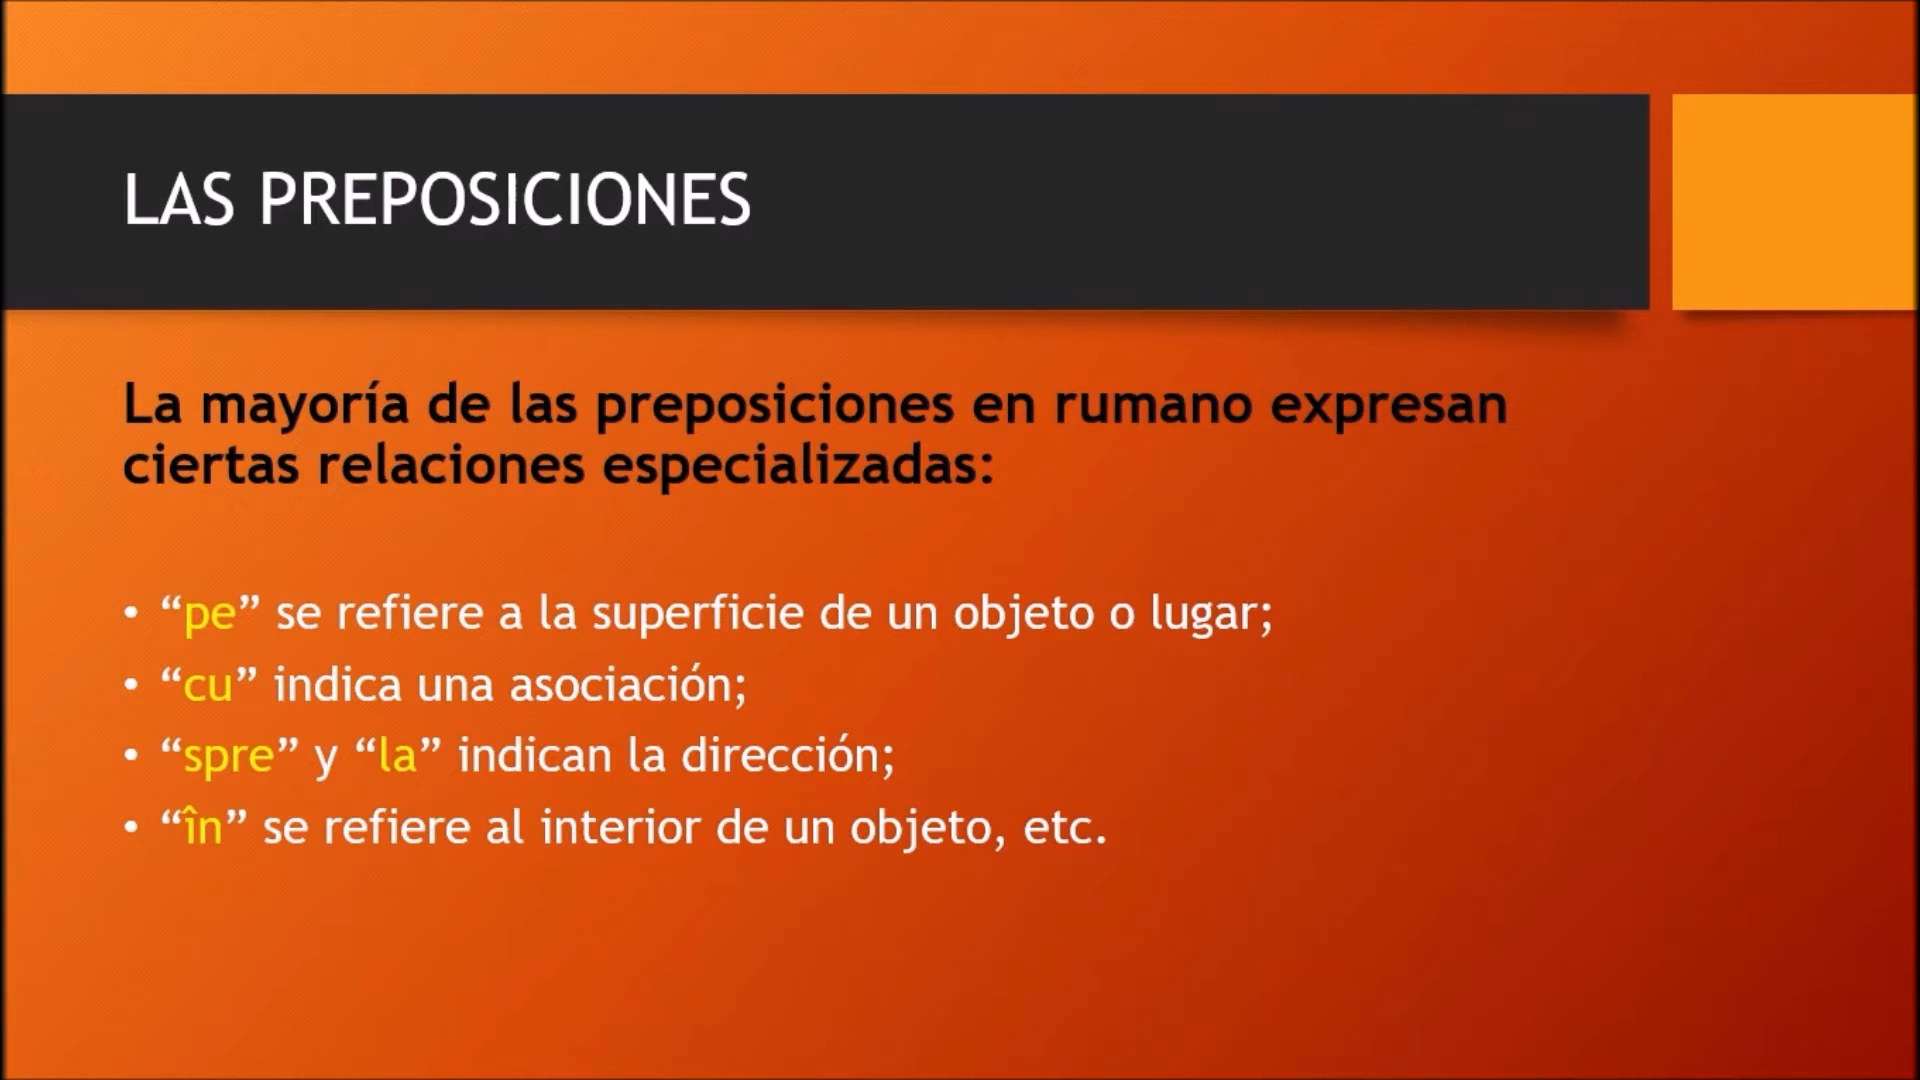 LAS PREPOSICIONES
La mayoría de las preposiciones en rumano expresan
ciertas relaciones especializadas:
• “pe” se refiere a la superficie de un objeto o lugar;
• “cu” indica una asociación;
• “spre” y “la” indican la dirección;
• “în” se refiere al interior de un objeto, etc.